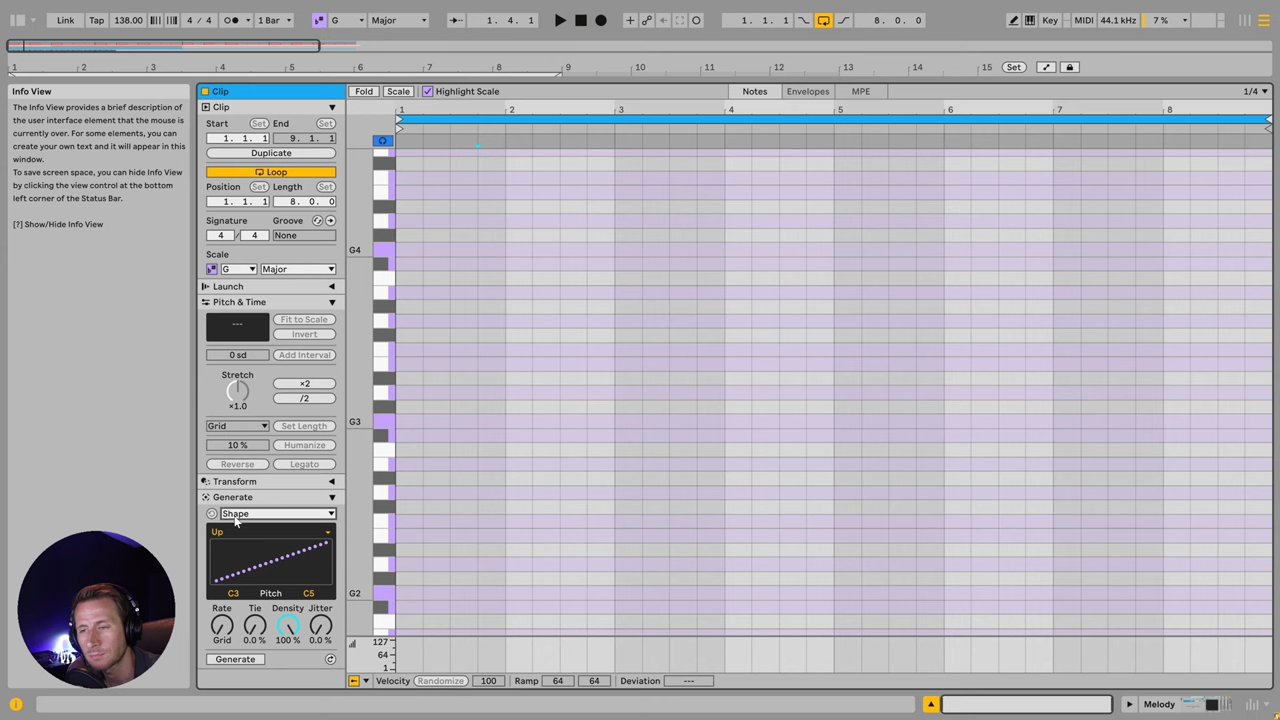 Link 138.00 4 / 4 1 Bar G Major 1. 4. 1 1. 1. 1 8. 0. 0 Key MIDI 44.1 kHz 7 %
1 2 3 4 5 6 7 8 9 10 11 12 13 14 15 Set
Info View
The Info View provides a brief description of
the user interface element that the mouse is
currently over. For some elements, you can
create your own text and it will appear in this
window.
To save screen space, you can hide Info View
by clicking the view control at the bottom
left corner of the Status Bar.
[?] Show/Hide Info View
Clip
Clip
Start Set End Set
1. 1. 1 9. 1. 1
Duplicate
Loop
Position Set Length Set
1. 1. 1 8. 0. 0
Signature Groove
4 / 4 None
Scale
G Major
Launch
Pitch & Time
--- Fit to Scale
Invert
0 sd Add Interval
Stretch
×2
/2
×1.0
Grid Set Length
10 % Humanize
Reverse Legato
Transform
Generate
Shape
Up
C3 Pitch C5
Rate Tie Density Jitter
Grid 0.0 % 100 % 0.0 %
Generate
Fold Scale Highlight Scale Notes Envelopes MPE 1/4
1 2 3 4 5 6 7 8
G4
G3
G2
127
64
1
Velocity Randomize 100 Ramp 64 64 Deviation ---
Melody